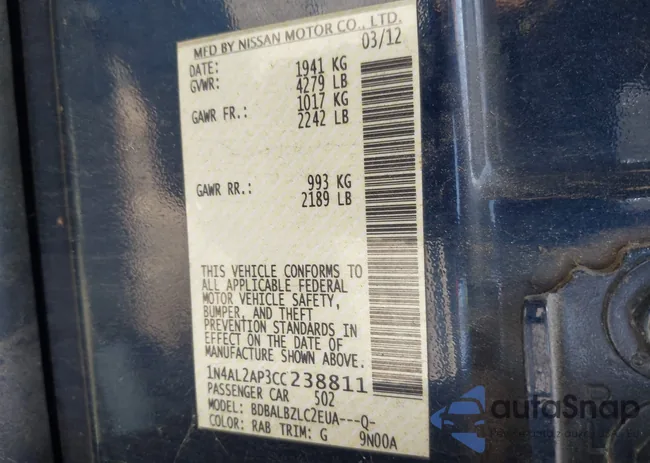 MFD BY NISSAN MOTOR CO., LTD.
03/12
DATE: 1941 KG
GVWR: 4279 LB
1017 KG
GAWR FR.: 2242 LB
GAWR RR.: 993 KG
2189 LB
THIS VEHICLE CONFORMS TO
ALL APPLICABLE FEDERAL
MOTOR VEHICLE SAFETY,
BUMPER, AND THEFT
PREVENTION STANDARDS IN
EFFECT ON THE DATE OF
MANUFACTURE SHOWN ABOVE.
1N4AL2AP3CC238811
PASSENGER CAR 502
MODEL: BDBALBZLC2EUA---Q-
COLOR: RAB TRIM: G 9N00A
autoSnap